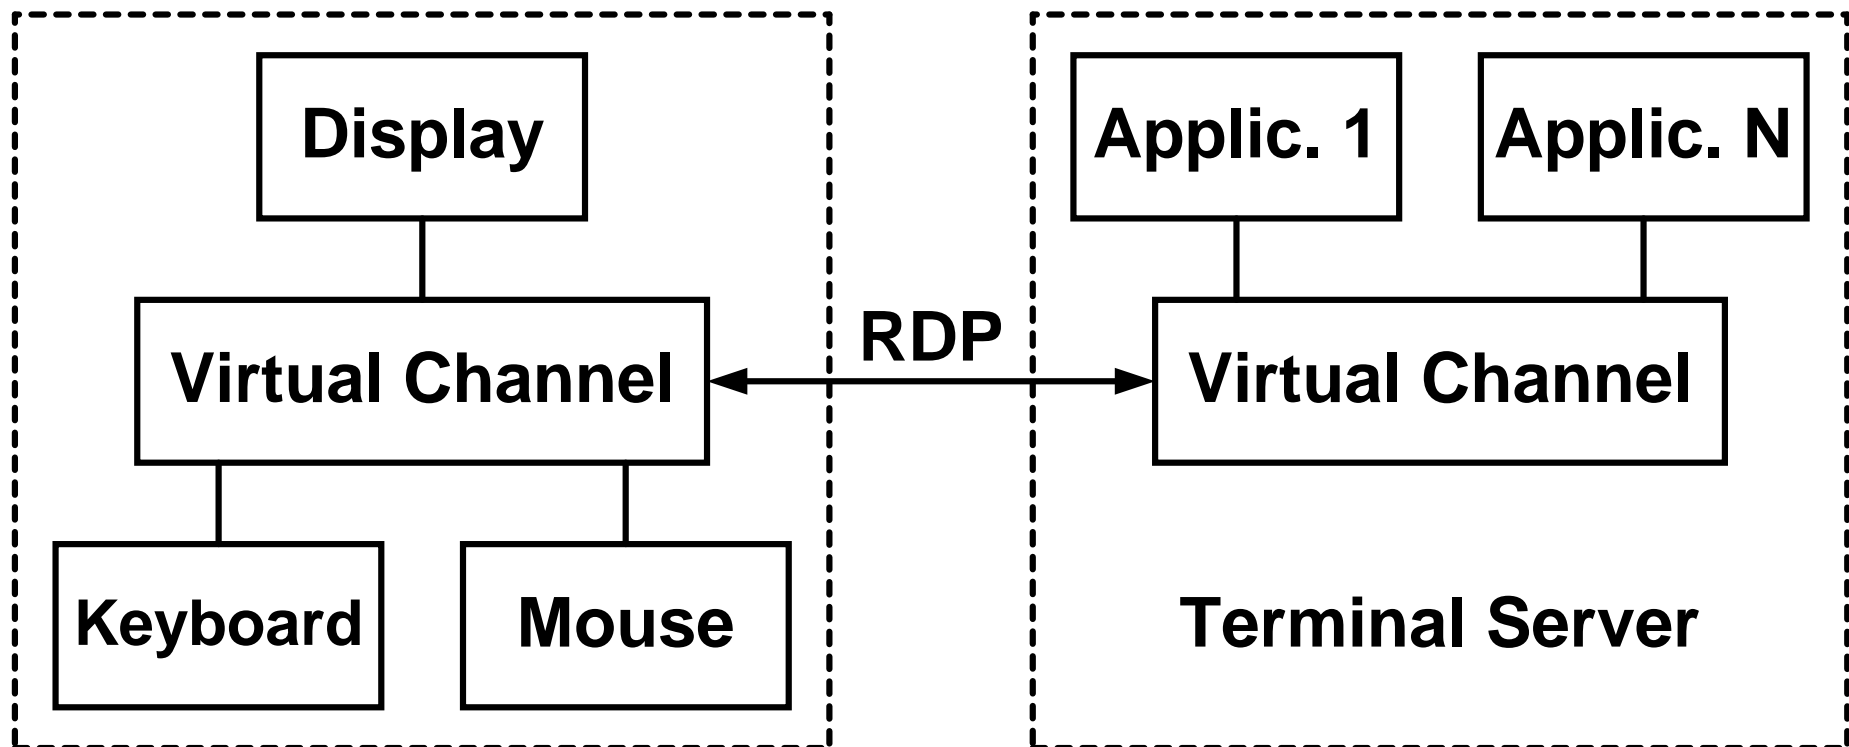 Display
Virtual Channel
Keyboard
Mouse
RDP
Applic. 1
Applic. N
Virtual Channel
Terminal Server